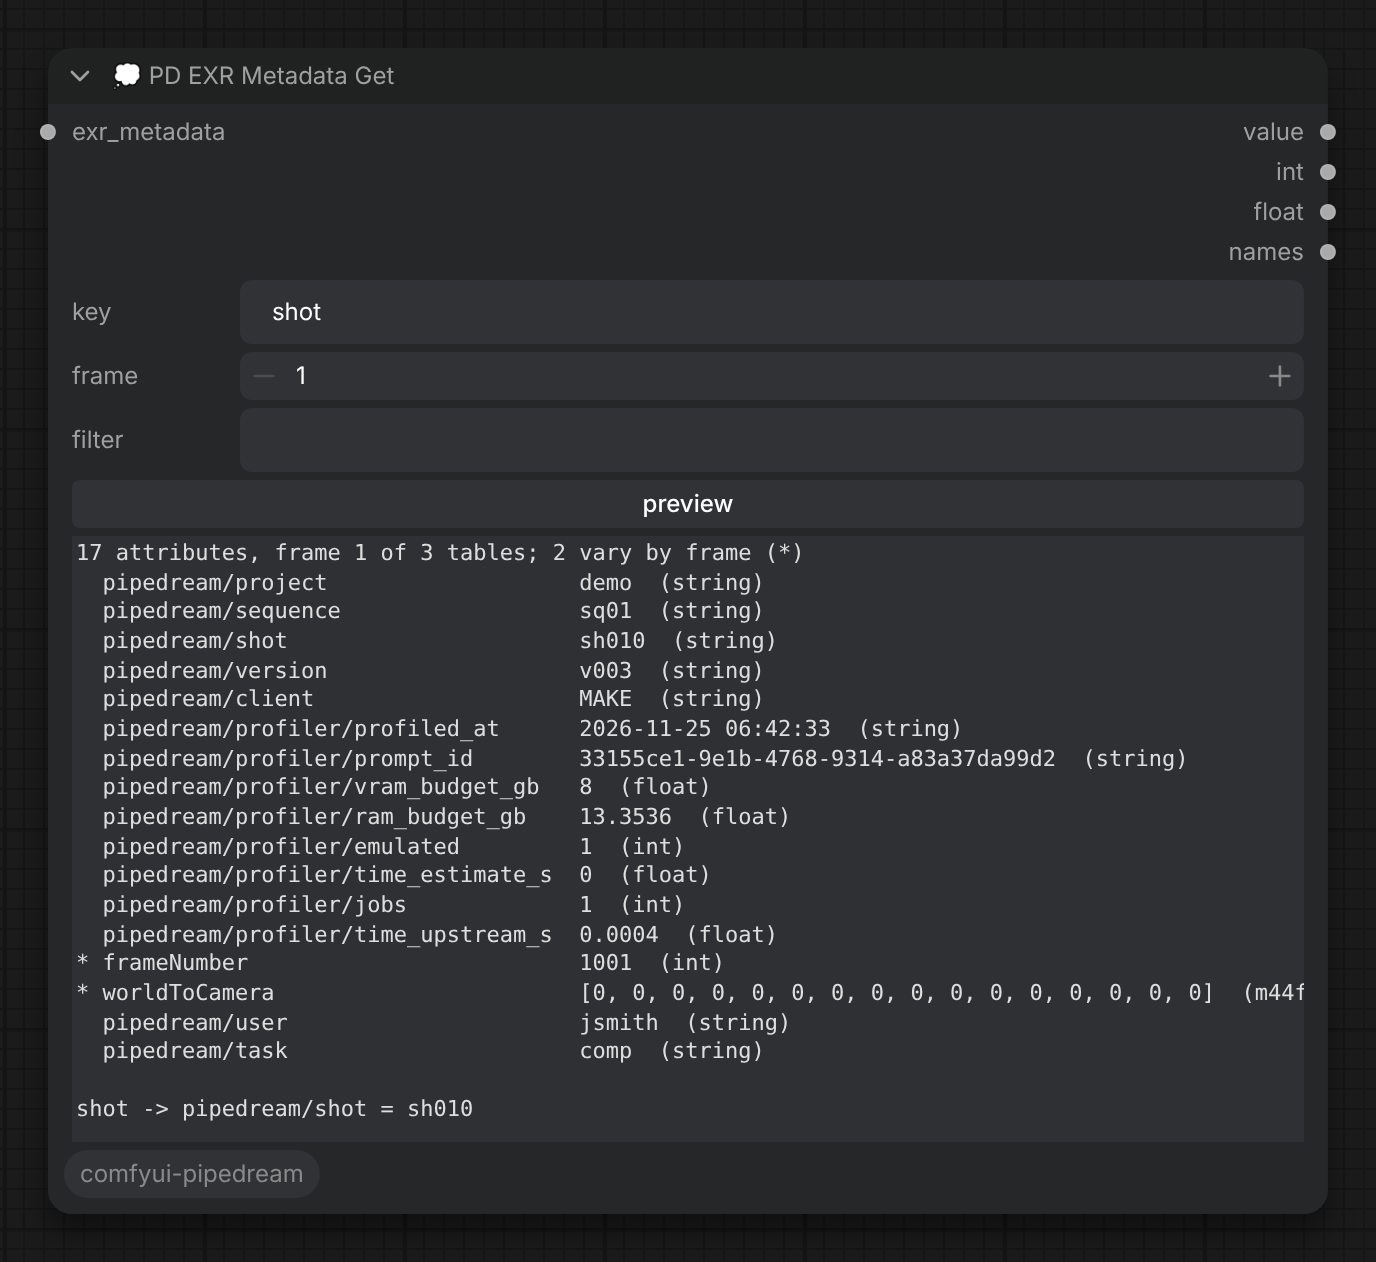 PD EXR Metadata Get
exr_metadata
value
int
float
names
key shot
frame 1
filter
preview
17 attributes, frame 1 of 3 tables; 2 vary by frame (*)
pipedream/project demo (string)
pipedream/sequence sq01 (string)
pipedream/shot sh010 (string)
pipedream/version v003 (string)
pipedream/client MAKE (string)
pipedream/profiler/profiled_at 2026-11-25 06:42:33 (string)
pipedream/profiler/prompt_id 33155ce1-9e1b-4768-9314-a83a37da99d2 (string)
pipedream/profiler/vram_budget_gb 8 (float)
pipedream/profiler/ram_budget_gb 13.3536 (float)
pipedream/profiler/emulated 1 (int)
pipedream/profiler/time_estimate_s 0 (float)
pipedream/profiler/jobs 1 (int)
pipedream/profiler/time_upstream_s 0.0004 (float)
* frameNumber 1001 (int)
* worldToCamera [0, 0, 0, 0, 0, 0, 0, 0, 0, 0, 0, 0, 0, 0, 0, 0] (m44f
pipedream/user jsmith (string)
pipedream/task comp (string)
shot -> pipedream/shot = sh010
comfyui-pipedream